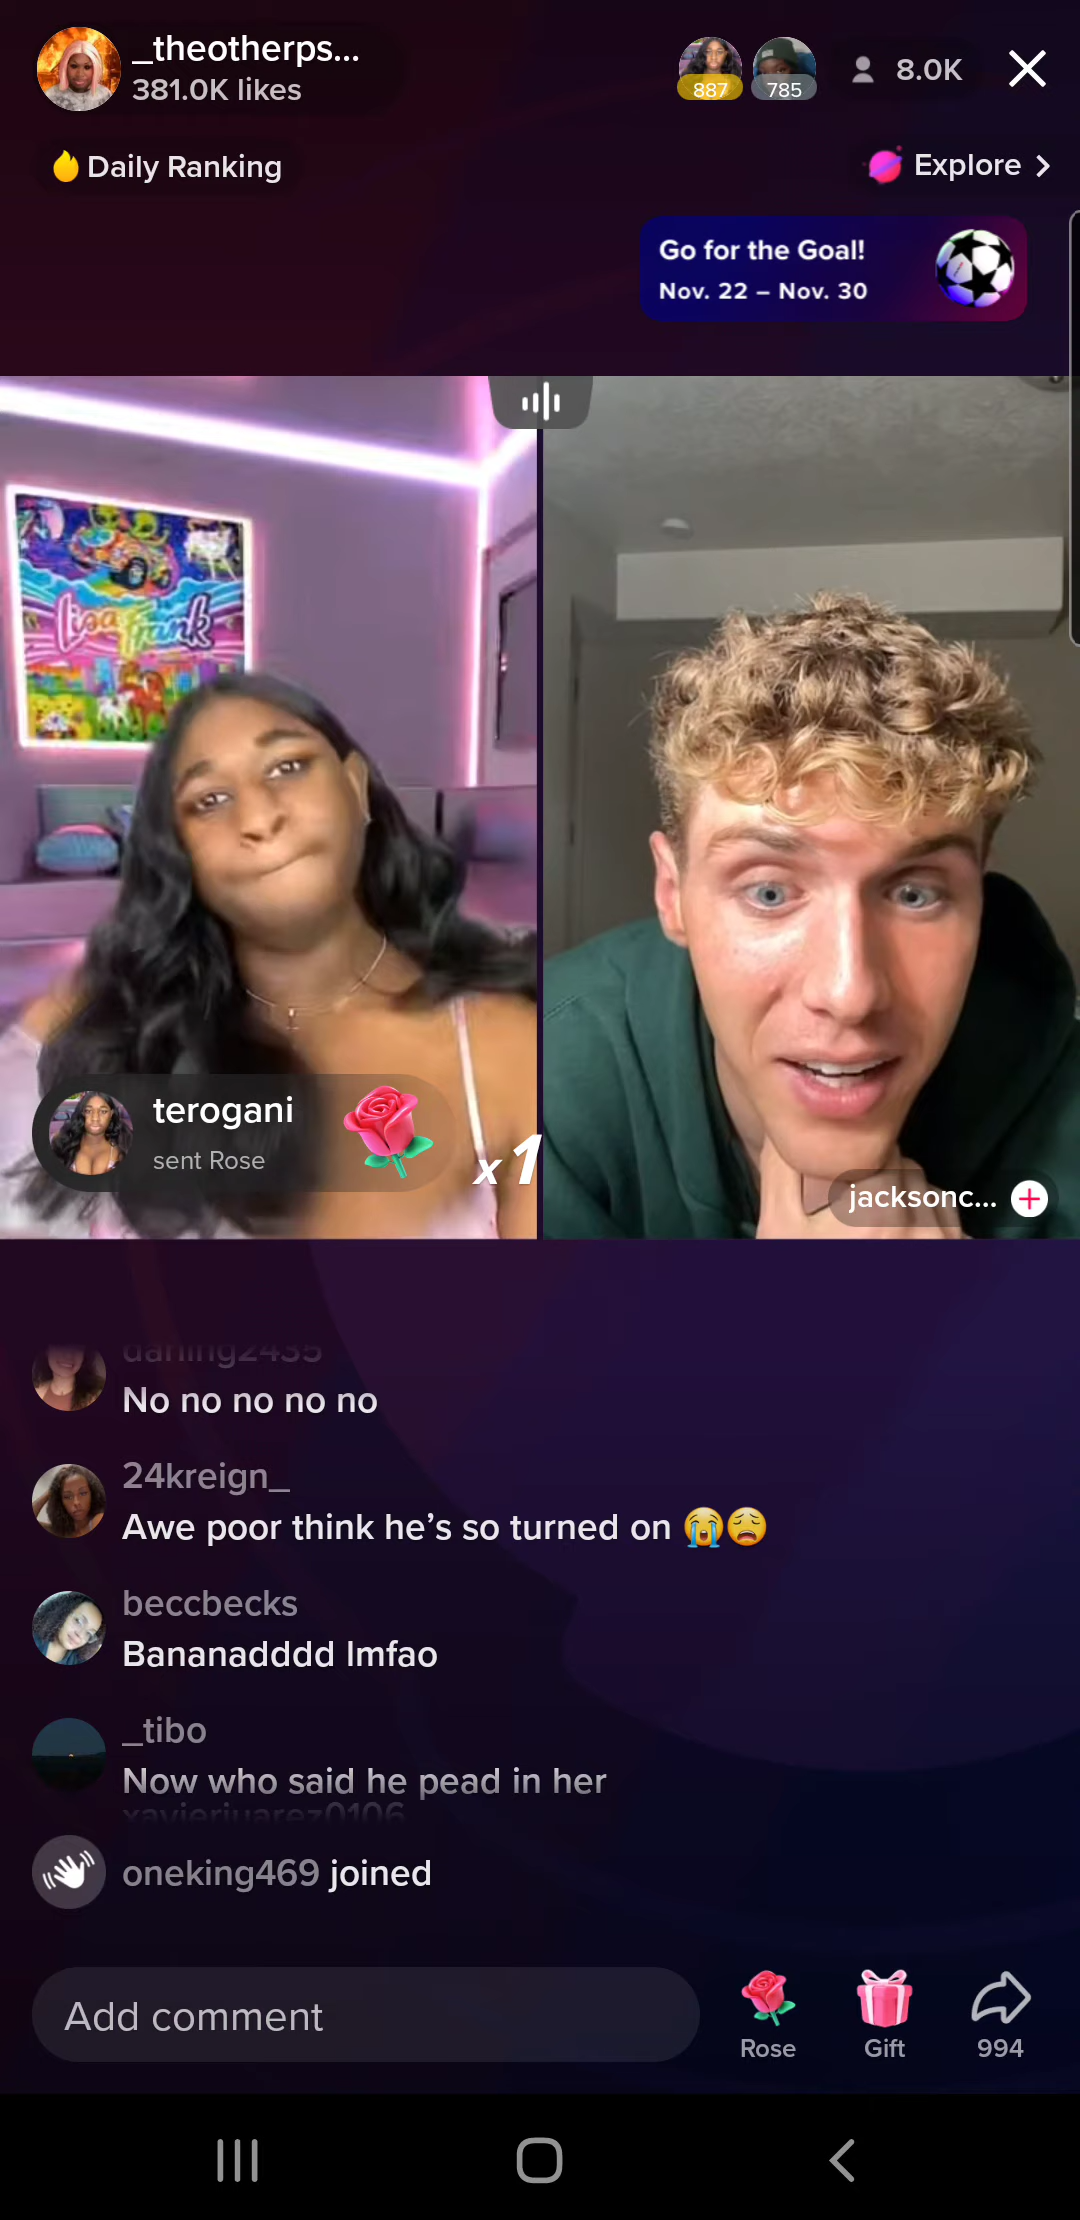 _theotherps...
381.0K likes
887
785
8.0K
Daily Ranking
Explore >
Go for the Goal!
Nov. 22 – Nov. 30
Lisa Frank
terogani
sent Rose
x1
jacksonc...
darling2435
No no no no no
24kreign_
Awe poor think he's so turned on 😭😩
beccbecks
Bananadddd lmfao
_tibo
Now who said he pead in her
xavierjuarez0106
oneking469 joined
Add comment
Rose
Gift
994